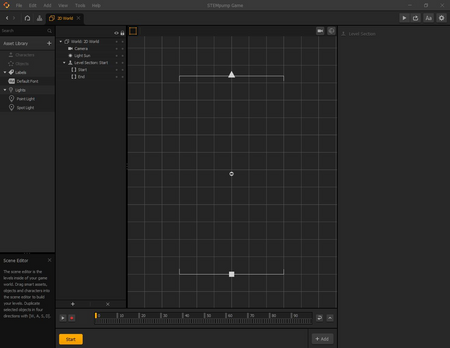 File Edit Add View Tools Help
STEMpump Game
3D World
Aa
Search
Asset Library
World: 3D World
Camera
Light Sun
Level Section: Start
Start
End
Characters
Objects
Labels
Aa Default Font
Lights
Point Light
Spot Light
Level Section
Scene Editor
The scene editor is the
levels made of your game
world. Drag smart assets,
objects and characters into
the scene editor to build
your levels. Duplicate
selected objects in four
directions with [W, A, S, D].
0 10 20 30 40 50 60 70 80 90
Start
+ Add